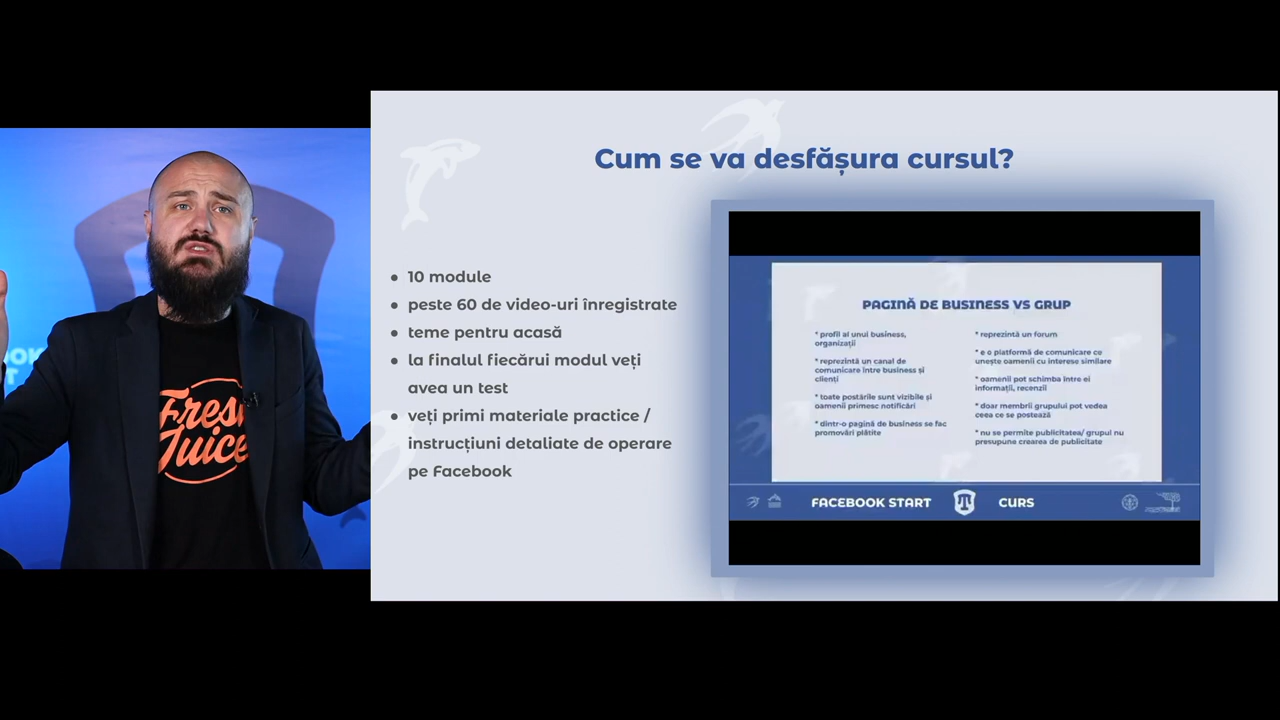 Cum se va desfășura cursul?
● 10 module
● peste 60 de video-uri înregistrate
● teme pentru acasă
● la finalul fiecărui modul veți
avea un test
● veți primi materiale practice /
instrucțiuni detaliate de operare
pe Facebook
PAGINĂ DE BUSINESS VS GRUP
* profil al unui business,
organizații
* reprezintă un canal de
comunicare între business și
clienți
* toate postările sunt vizibile și
oamenii primesc notificări
* dintr-o pagină de business se fac
promovări plătite
* reprezintă un forum
* e o platformă de comunicare ce
unește oamenii cu interese similare
* oamenii pot schimba între ei
informații, recenzii
* doar membrii grupului pot vedea
ceea ce se postează
* nu se permite publicitatea/ grupul nu
presupune crearea de publicitate
FACEBOOK START CURS
Fresh
Juice